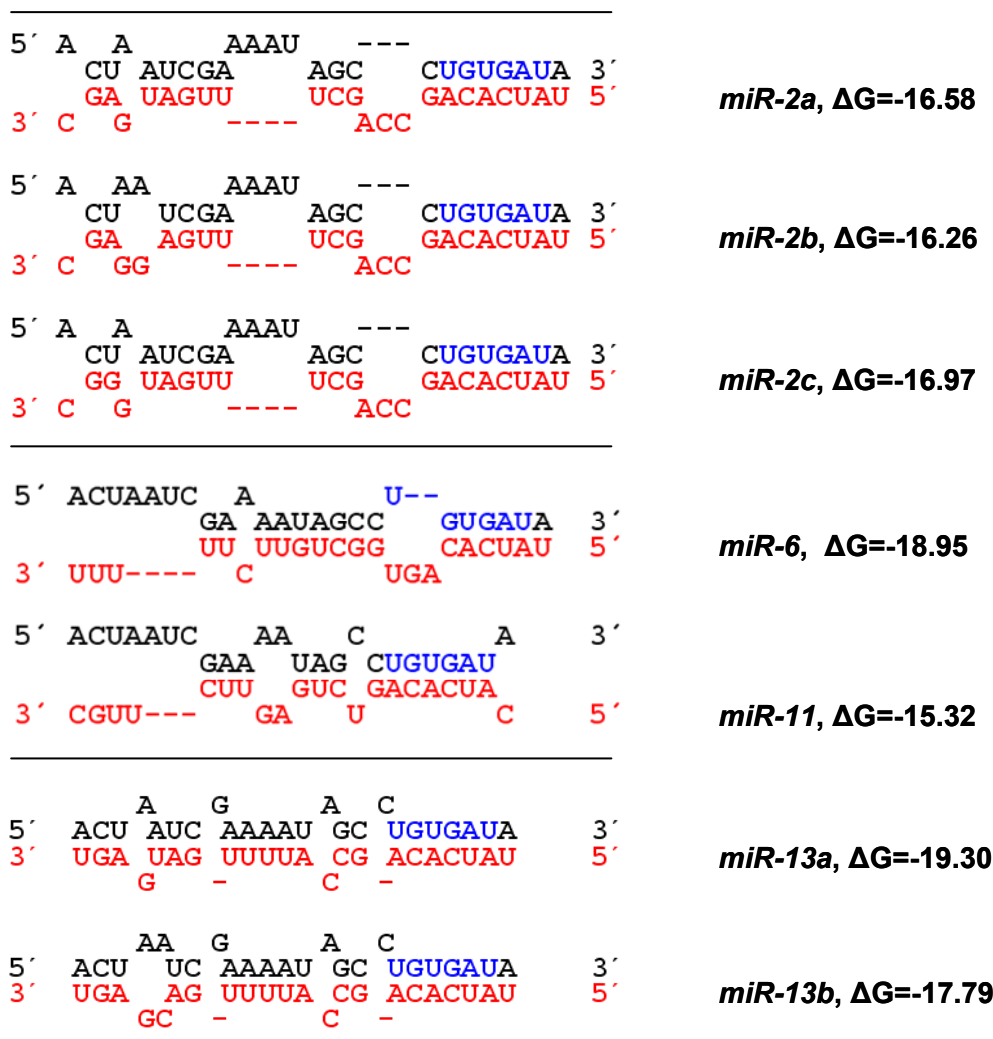 5´ A A AAAU ---
CU AUCGA AGC CUGUGAUA 3´
GA UAGUU UCG GACACUAU 5´
3´ C G ---- ACC
miR-2a, ΔG=-16.58
5´ A AA AAAU ---
CU UCGA AGC CUGUGAUA 3´
GA AGUU UCG GACACUAU 5´
3´ C GG ---- ACC
miR-2b, ΔG=-16.26
5´ A A AAAU ---
CU AUCGA AGC CUGUGAUA 3´
GG UAGUU UCG GACACUAU 5´
3´ C G ---- ACC
miR-2c, ΔG=-16.97
5´ ACUAAUC A U--
GA AAUAGCC GUGAUA 3´
UU UUGUCGG CACUAU 5´
3´ UUU---- C UGA
miR-6, ΔG=-18.95
5´ ACUAAUC AA C A 3´
GAA UAG CUGUGAU
CUU GUC GACACUA
3´ CGUU--- GA U C 5´
miR-11, ΔG=-15.32
A G A C
5´ ACU AUC AAAAU GC UGUGAUA 3´
3´ UGA UAG UUUUA CG ACACUAU 5´
G - C -
miR-13a, ΔG=-19.30
AA G A C
5´ ACU UC AAAAU GC UGUGAUA 3´
3´ UGA AG UUUUA CG ACACUAU 5´
GC - C -
miR-13b, ΔG=-17.79